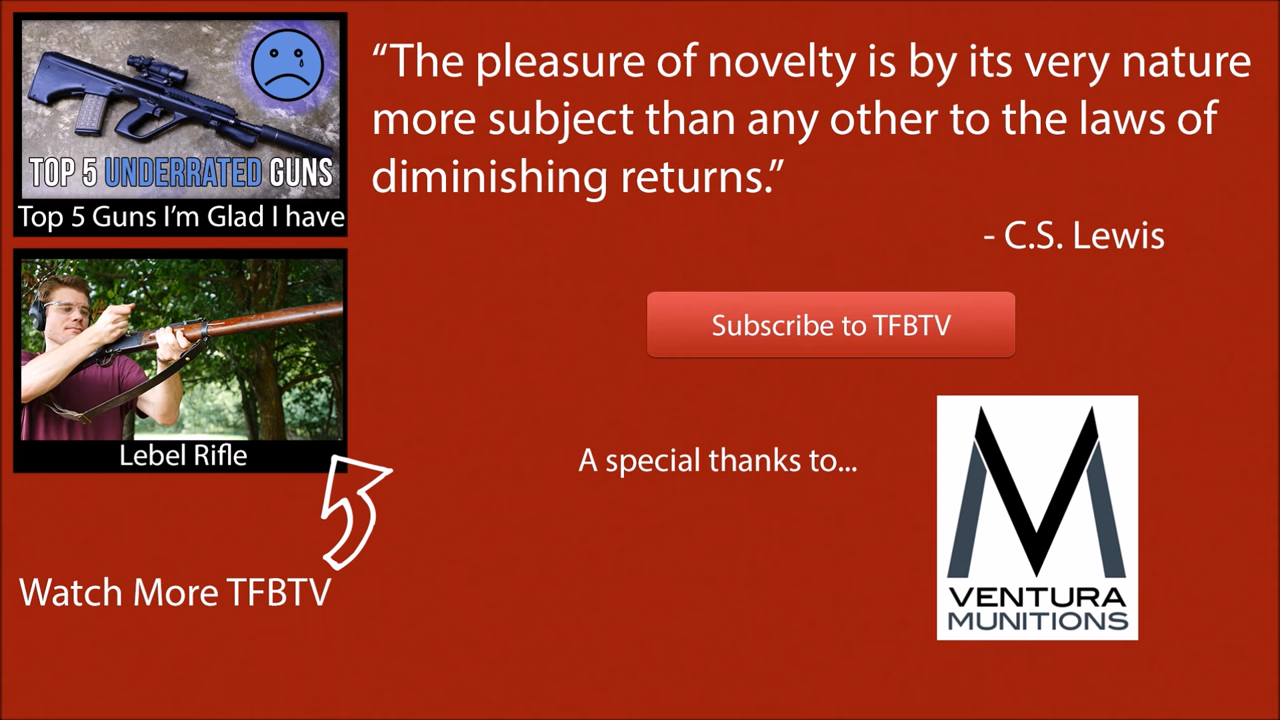 TOP 5 UNDERRATED GUNS
Top 5 Guns I'm Glad I have
Lebel Rifle
Watch More TFBTV
“The pleasure of novelty is by its very nature
more subject than any other to the laws of
diminishing returns.”
- C.S. Lewis
Subscribe to TFBTV
A special thanks to...
VENTURA
MUNITIONS